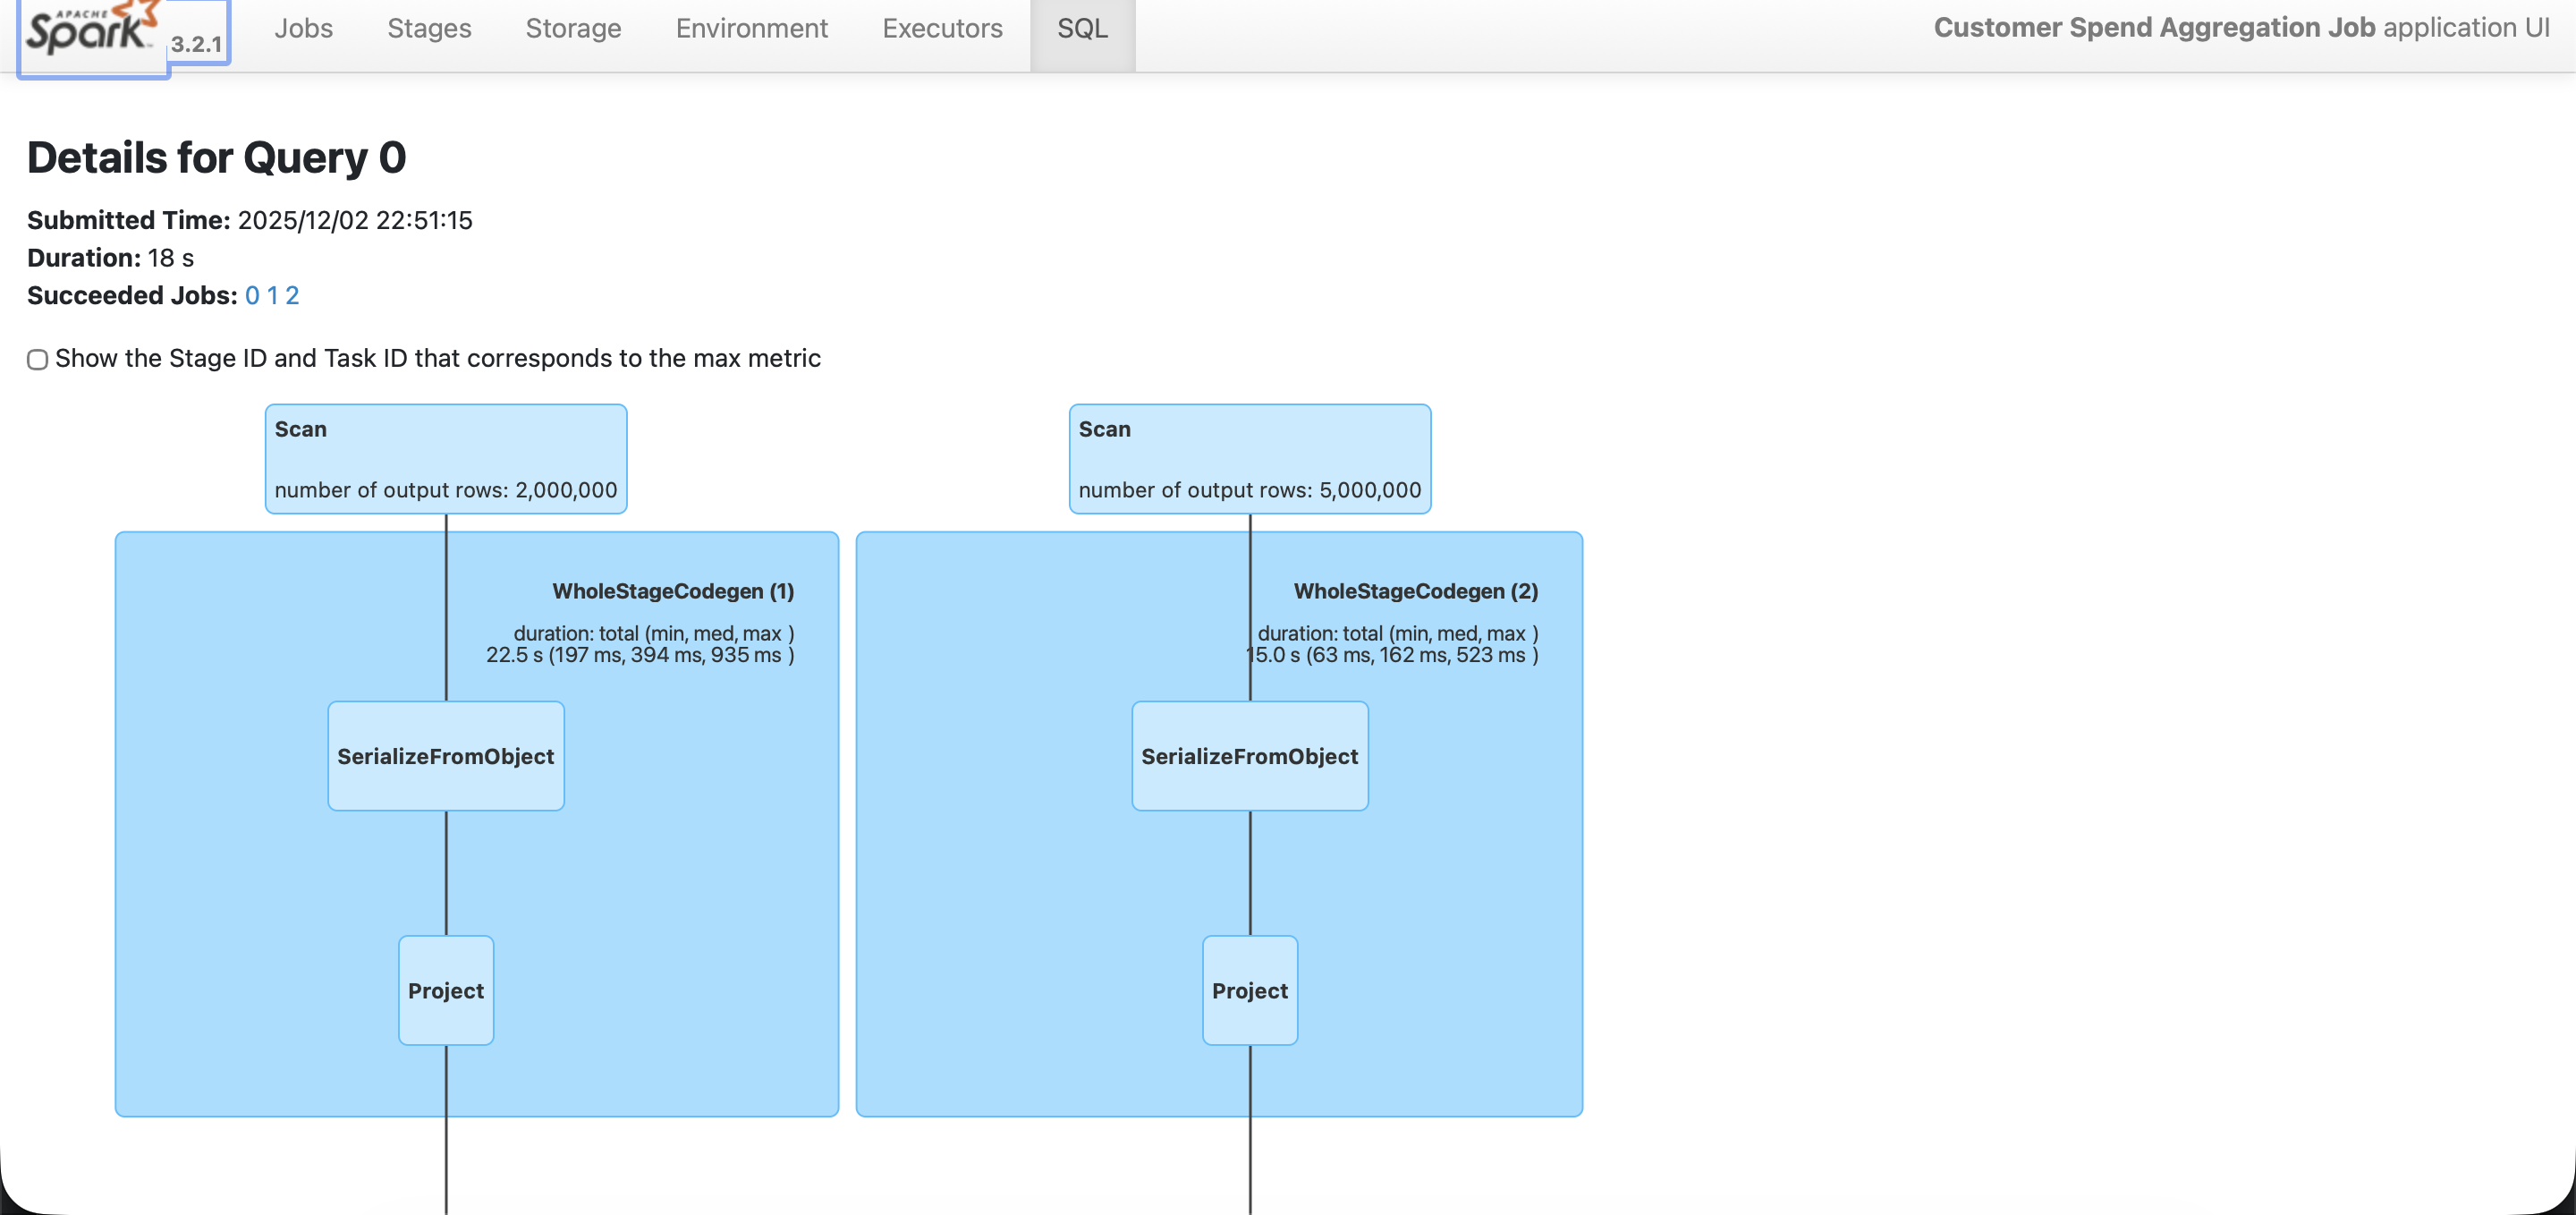 APACHE
Spark 3.2.1 Jobs Stages Storage Environment Executors SQL Customer Spend Aggregation Job application UI
Details for Query 0
Submitted Time: 2025/12/02 22:51:15
Duration: 18 s
Succeeded Jobs: 0 1 2
Show the Stage ID and Task ID that corresponds to the max metric
Scan
number of output rows: 2,000,000
WholeStageCodegen (1)
duration: total (min, med, max )
22.5 s (197 ms, 394 ms, 935 ms )
SerializeFromObject
Project
Scan
number of output rows: 5,000,000
WholeStageCodegen (2)
duration: total (min, med, max )
15.0 s (63 ms, 162 ms, 523 ms )
SerializeFromObject
Project